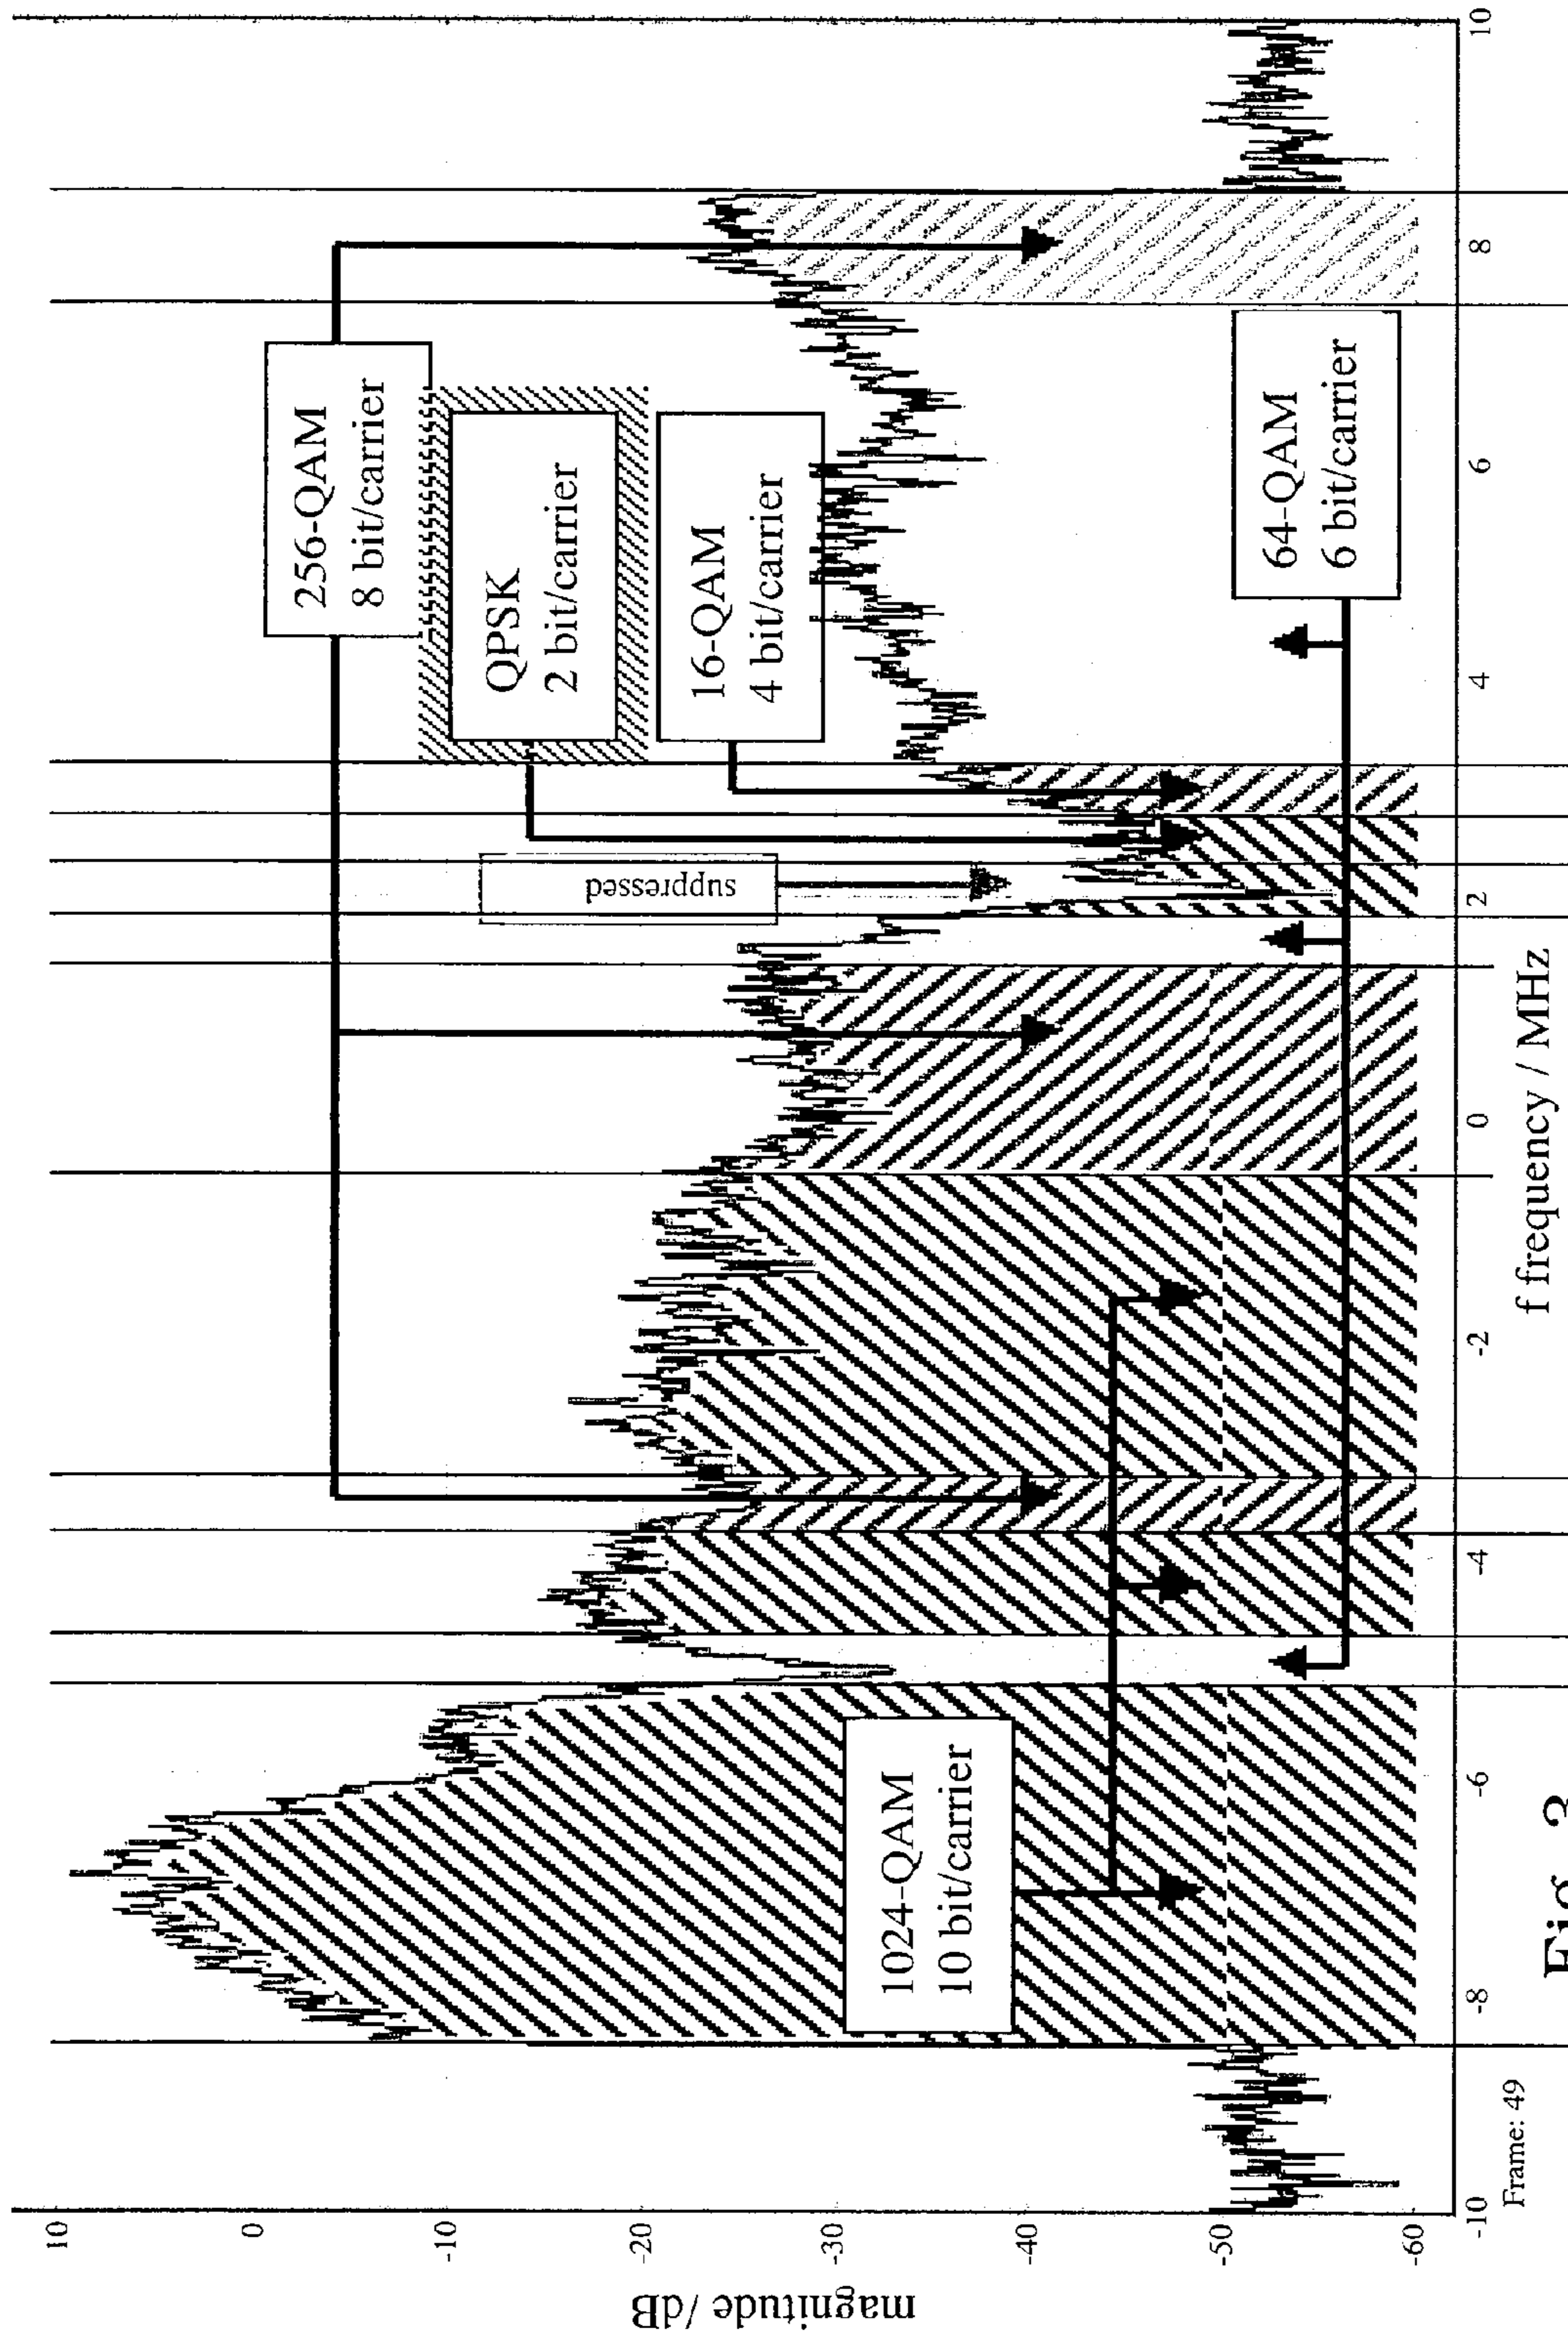 magnitude / dB
10
0
-10
-20
-30
-40
-50
-60
256-QAM
8 bit/carrier
QPSK
2 bit/carrier
16-QAM
4 bit/carrier
suppressed
1024-QAM
10 bit/carrier
64-QAM
6 bit/carrier
-10
-8
-6
-4
-2
0
2
4
6
8
10
f frequency / MHz
Frame: 49
Fig. 3